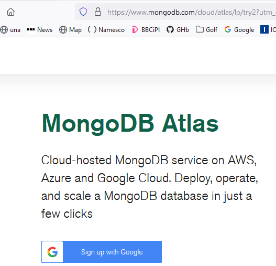 https://www.mongodb.com/cloud/atlas/lp/try2?utm_
una News Map Namesco BBCiPl GHb Golf Google
MongoDB Atlas
Cloud-hosted MongoDB service on AWS,
Azure and Google Cloud. Deploy, operate,
and scale a MongoDB database in just a
few clicks
Sign up with Google